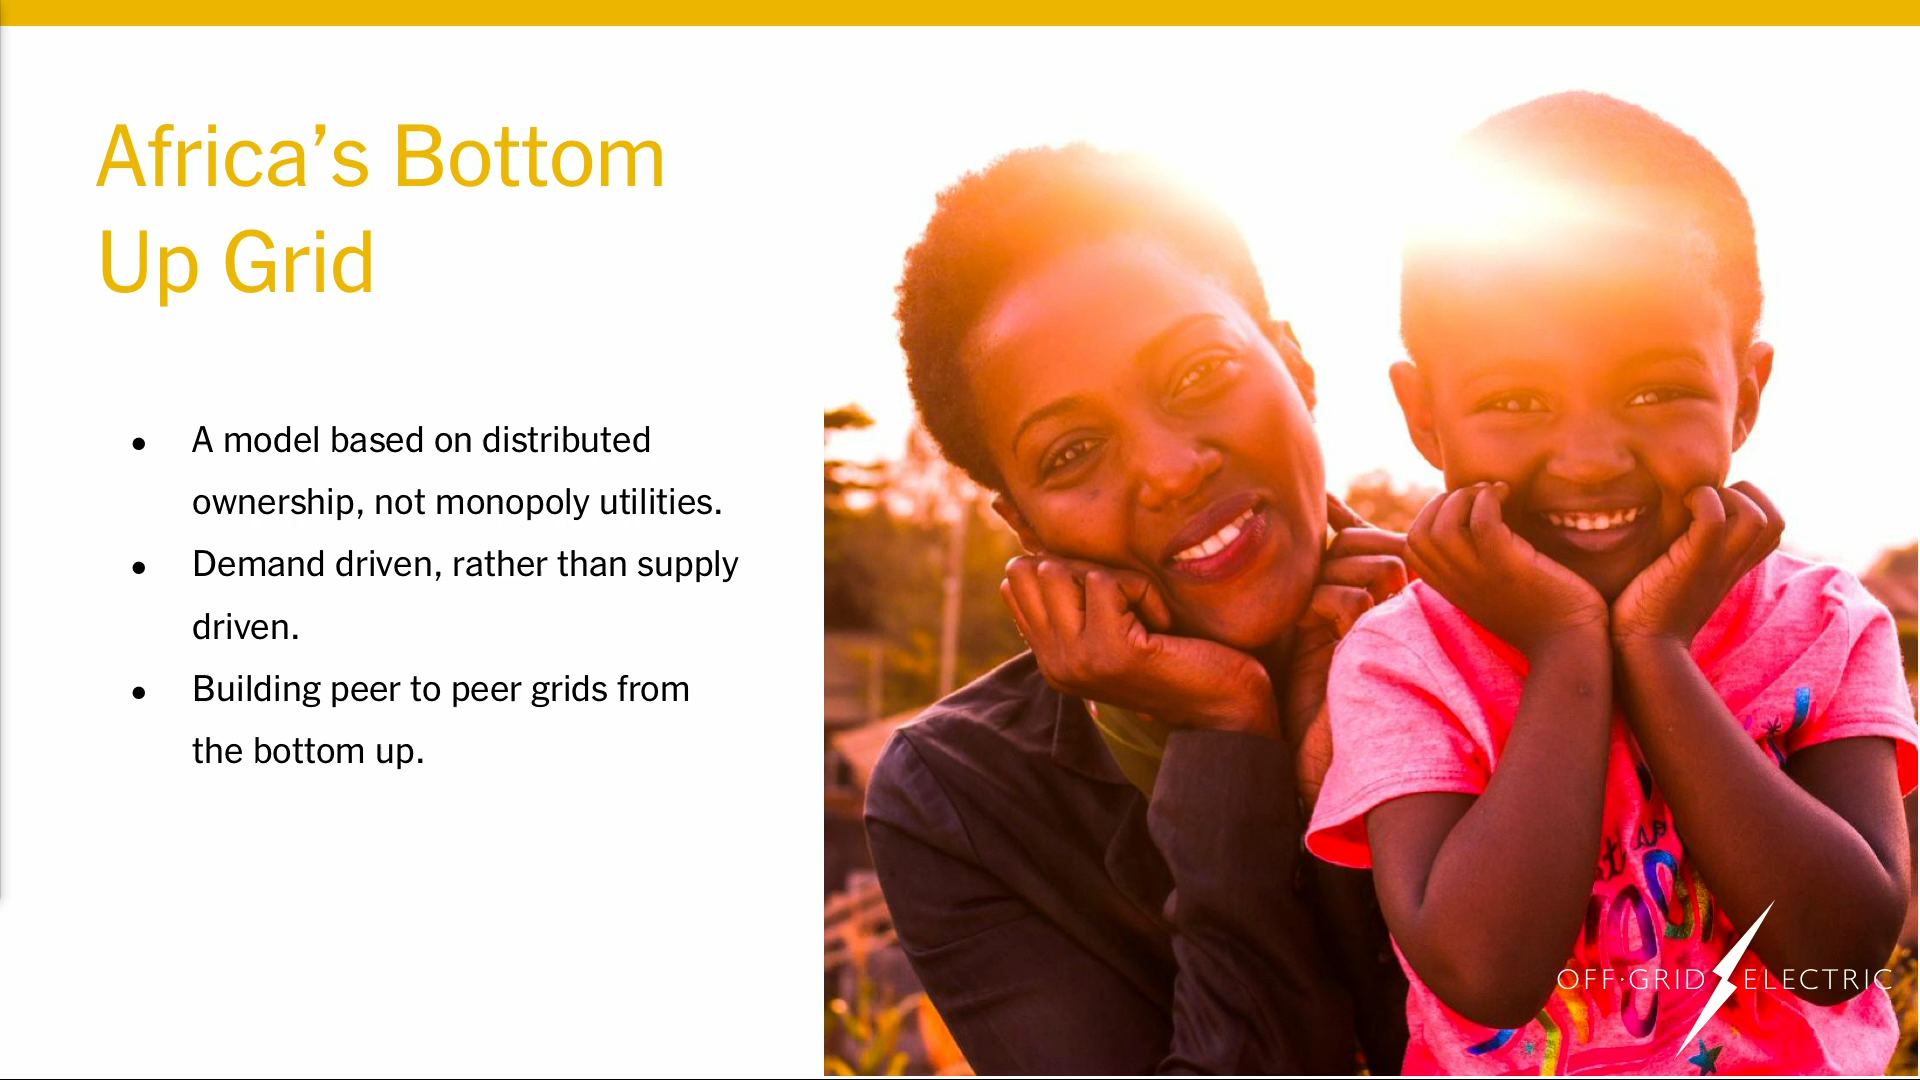 Africa’s Bottom
Up Grid
● A model based on distributed
ownership, not monopoly utilities.
● Demand driven, rather than supply
driven.
● Building peer to peer grids from
the bottom up.
OFF·GRID ELECTRIC